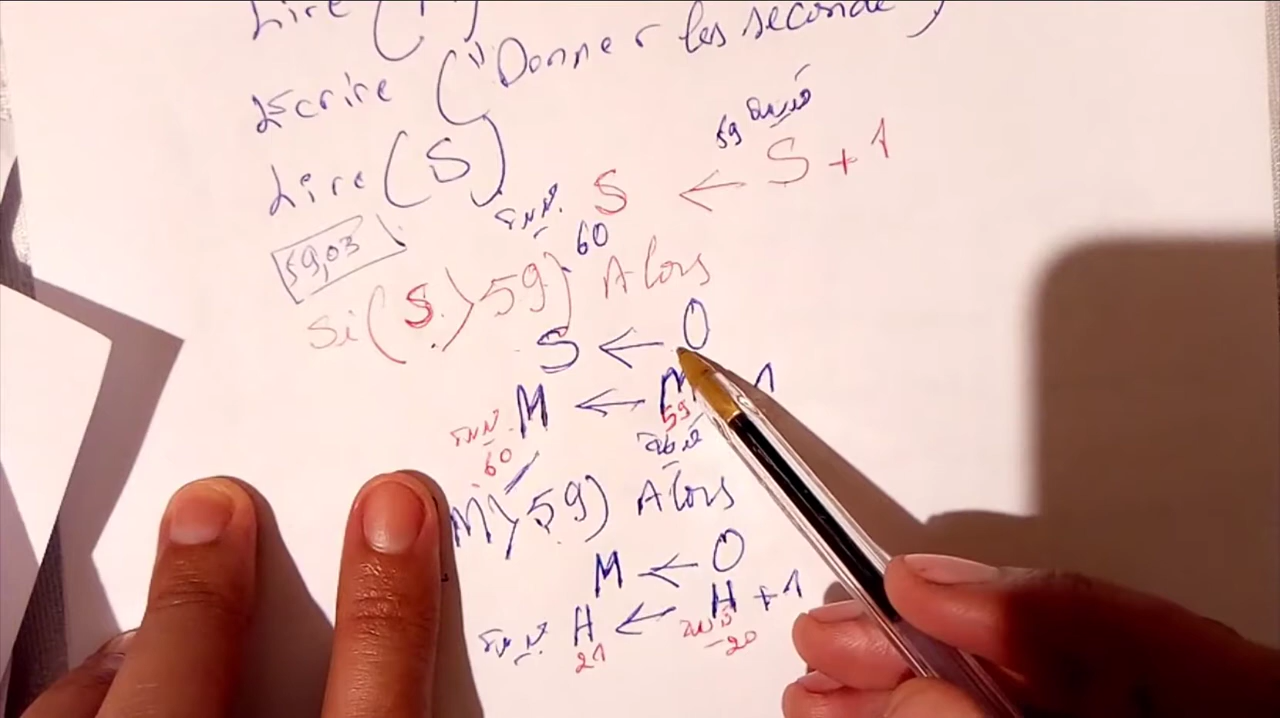 Lire (
Ecrire ("Donner les seconde
Lire (S)
59
S ← S + 1
60
59,03
Si (S > 59) Alors
S ← 0
M ← M 1
59
60
M > 59) Alors
M ← 0
H ← H + 1
21 20